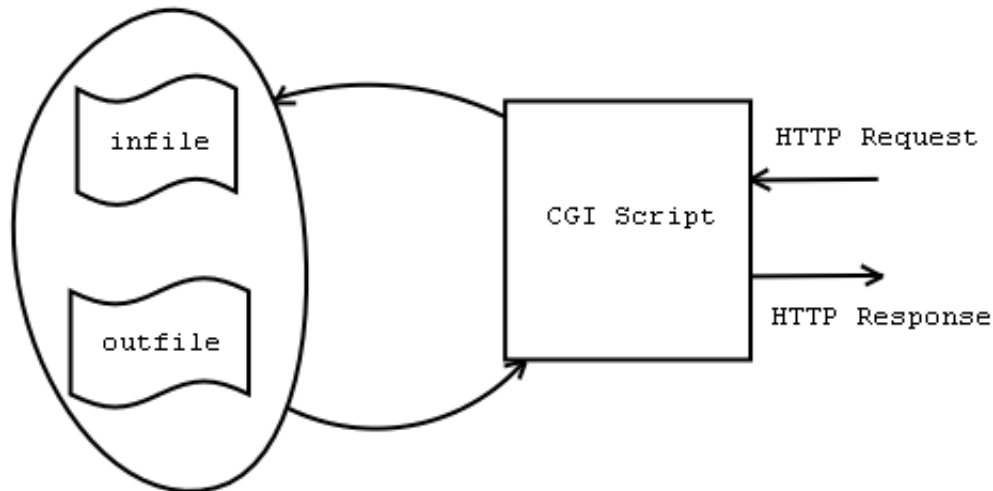 infile
HTTP Request
CGI Script
HTTP Response
outfile